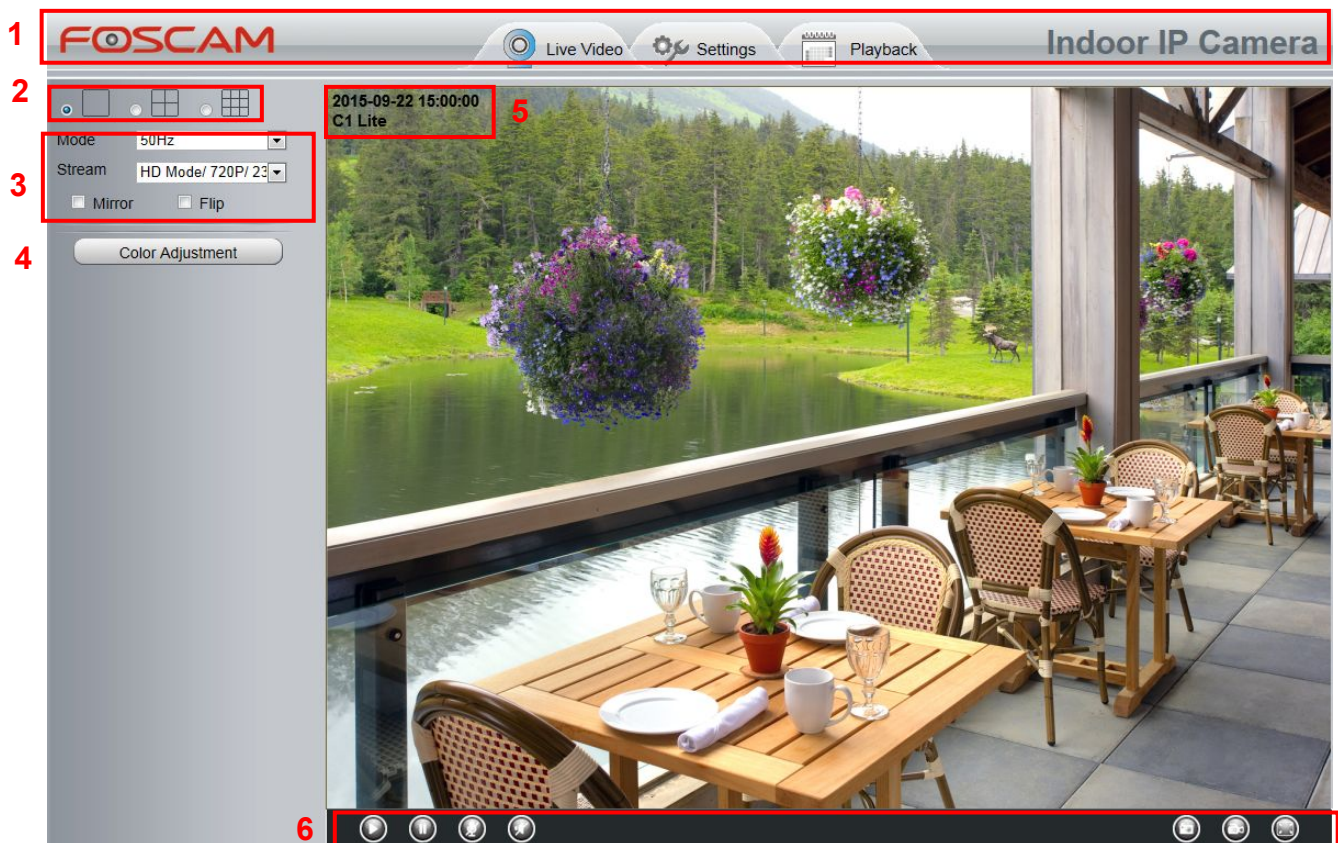 1
FOSCAM
Live Video
Settings
Playback
Indoor IP Camera
2
Mode
50Hz
3
Stream
HD Mode/ 720P/ 23
Mirror
Flip
4
Color Adjustment
2015-09-22 15:00:00
C1 Lite
5
6